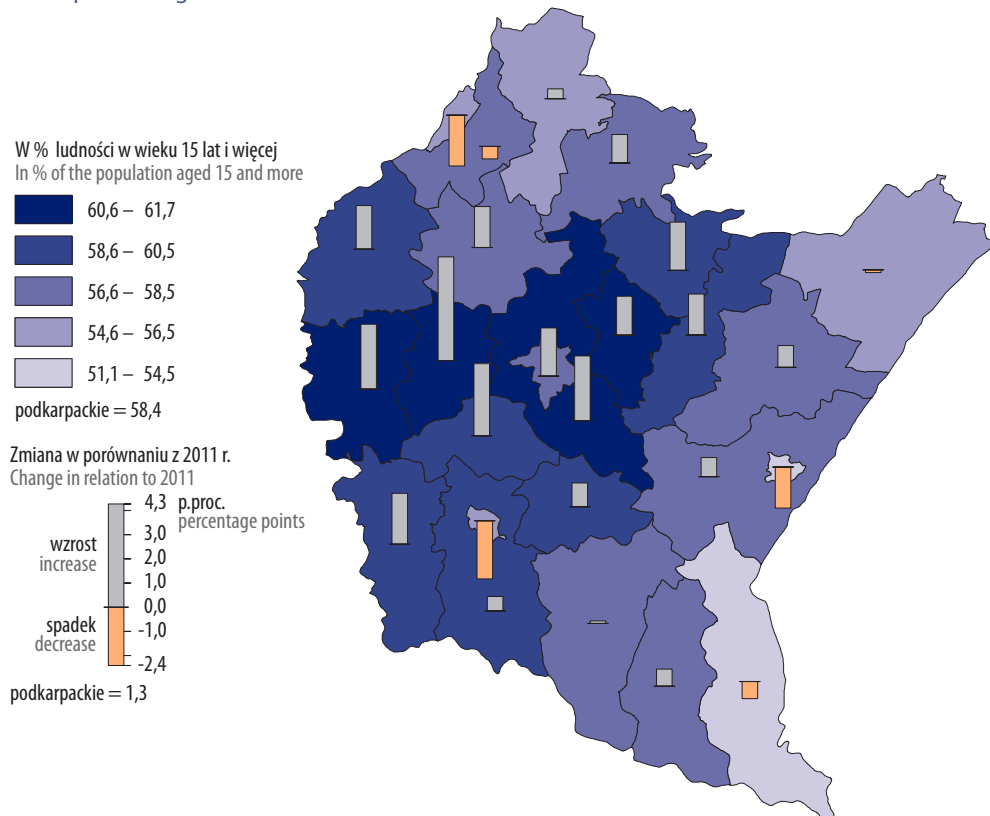 W % ludności w wieku 15 lat i więcej
In % of the population aged 15 and more
60,6 – 61,7
58,6 – 60,5
56,6 – 58,5
54,6 – 56,5
51,1 – 54,5
podkarpackie = 58,4
Zmiana w porównaniu z 2011 r.
Change in relation to 2011
4,3 p.proc.
percentage points
3,0
wzrost
increase
2,0
1,0
0,0
spadek
decrease
-1,0
-2,4
podkarpackie = 1,3